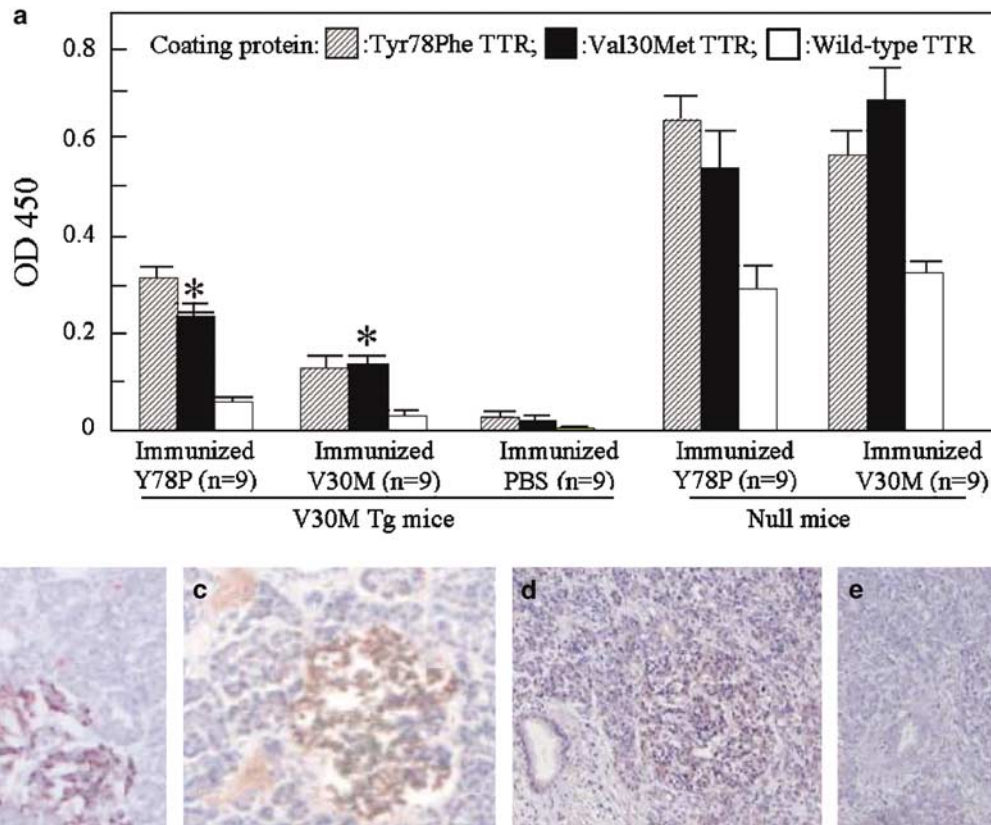 a
0.8
Coating protein: :Tyr78Phe TTR; :Val30Met TTR; :Wild-type TTR
0.6
OD 450
0.4
0.2
0
* *
Immunized Immunized Immunized Immunized Immunized
Y78P (n=9) V30M (n=9) PBS (n=9) Y78P (n=9) V30M (n=9)
V30M Tg mice Null mice
c d e